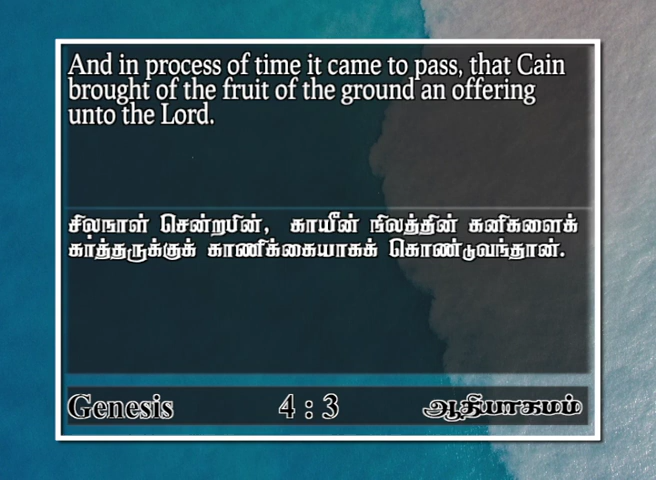 And in process of time it came to pass, that Cain
brought of the fruit of the ground an offering
unto the Lord.
சிலநாள் சென்றபின், காயீன் நிலத்தின் கனிகளைக்
கர்த்தருக்குக் காணிக்கையாகக் கொண்டுவந்தான்.
Genesis 4 : 3 ஆதியாகமம்